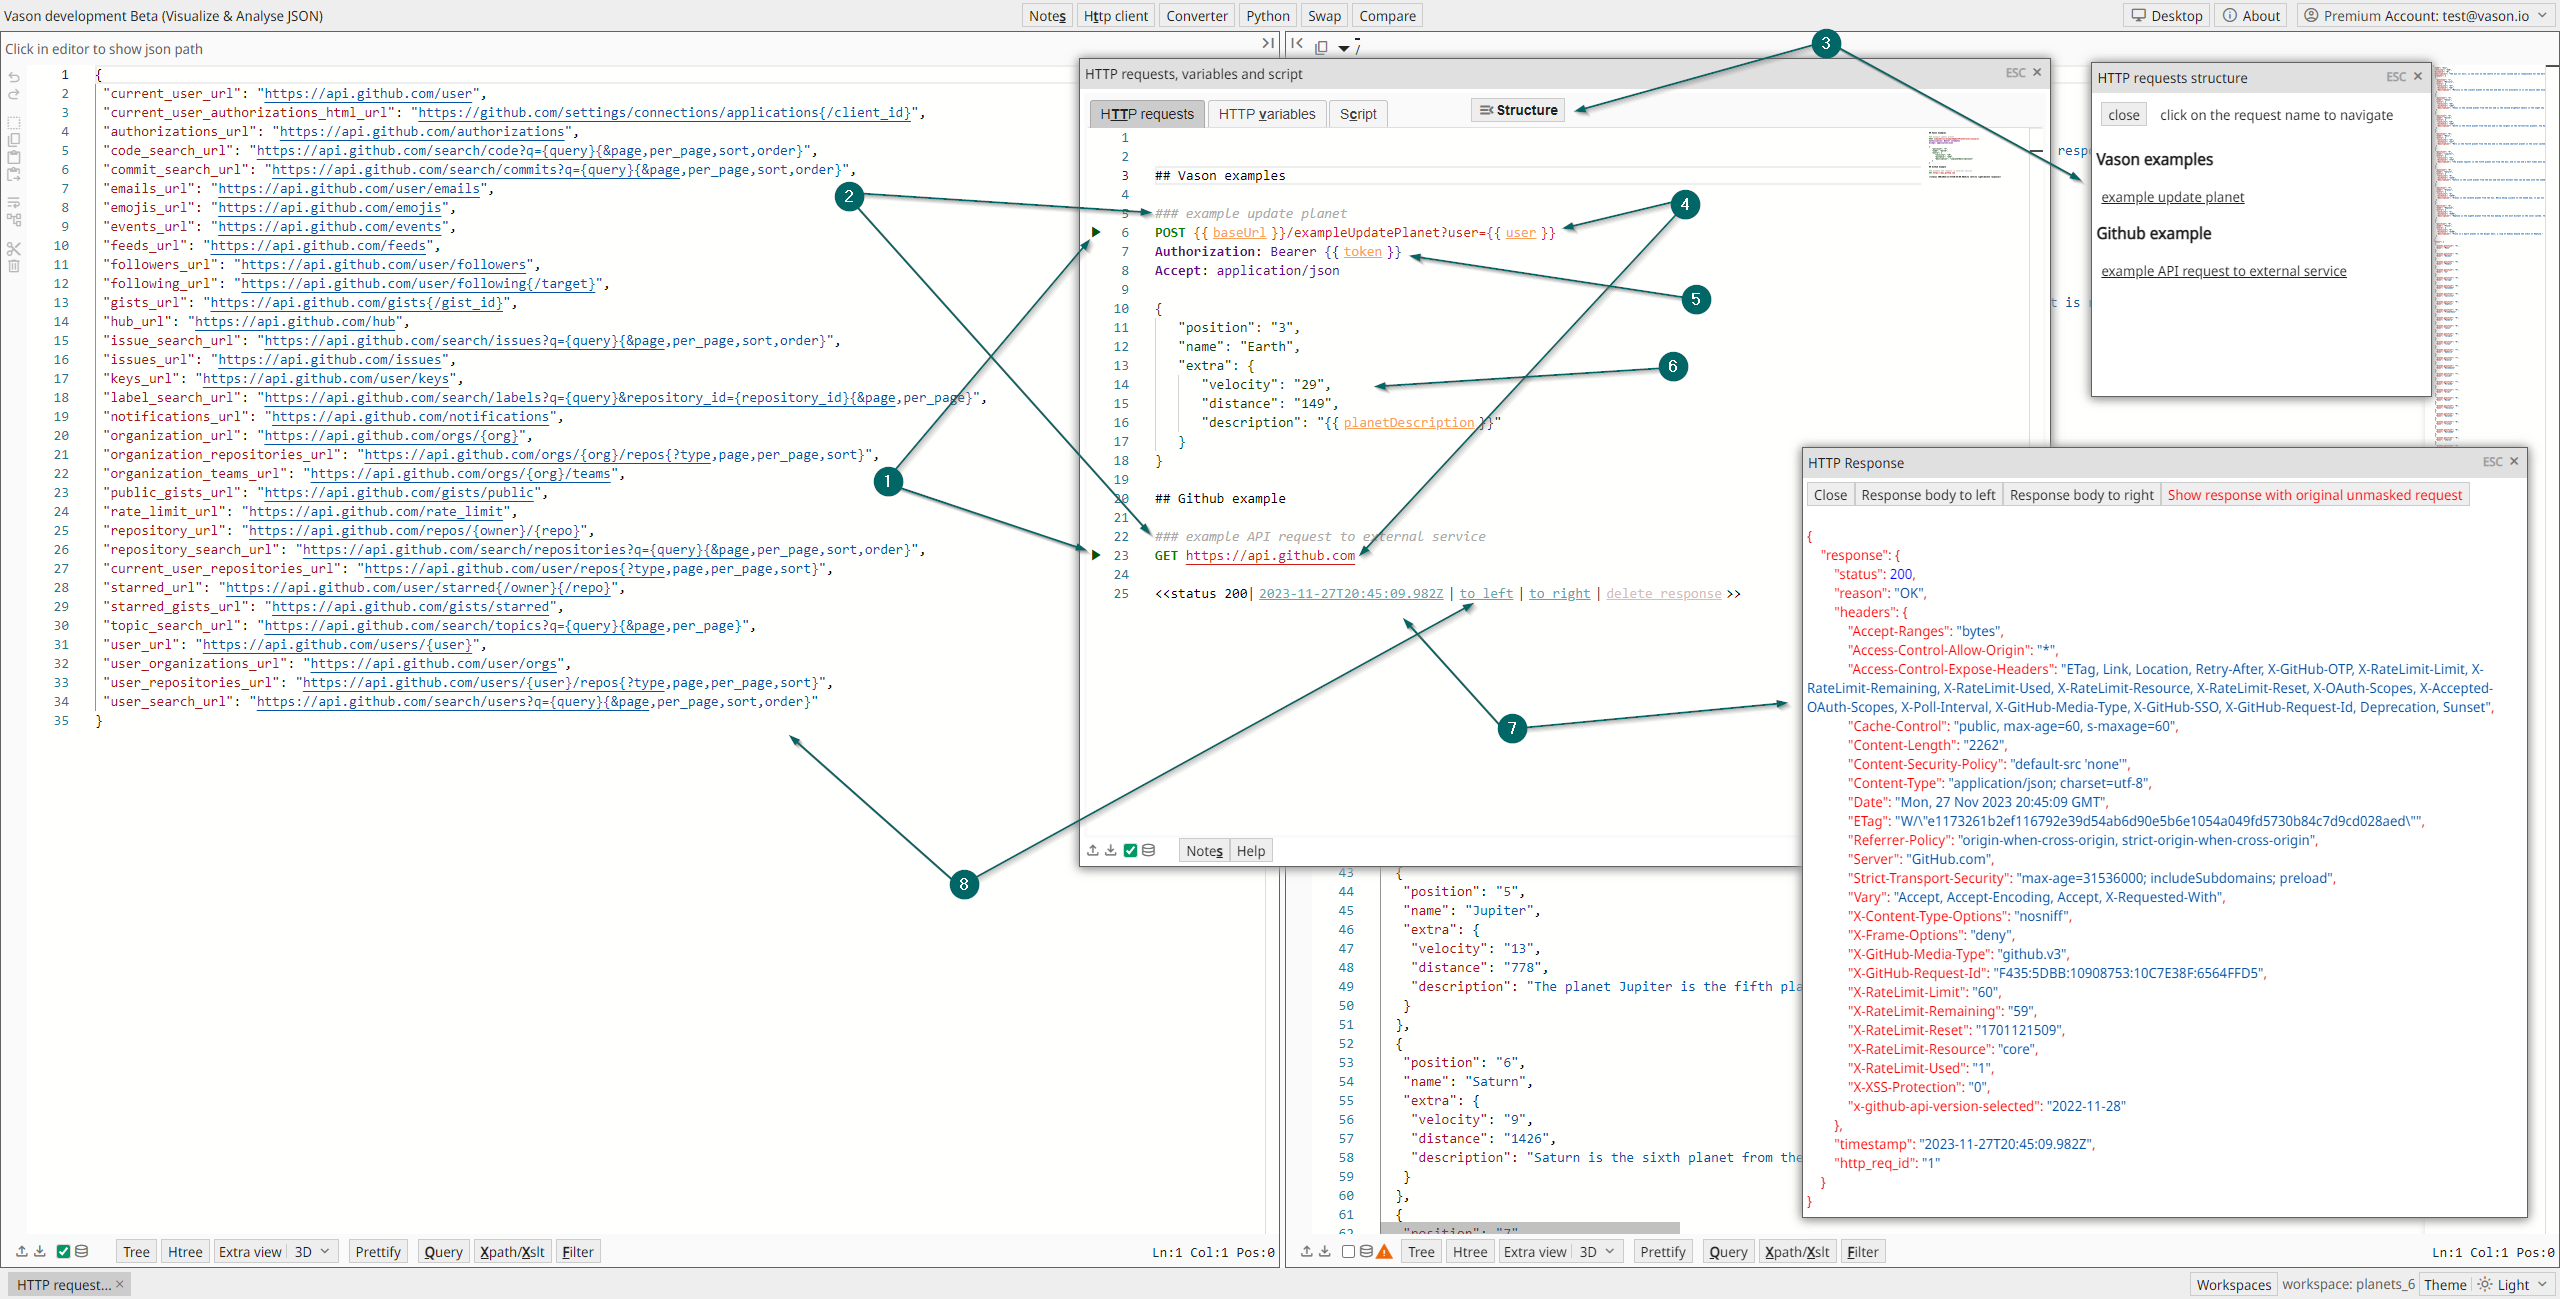 Vason development Beta (Visualize & Analyse JSON)
Notes
Http client
Converter
Python
Swap
Compare
Desktop
About
Premium Account: test@vason.io
Click in editor to show json path
1 {
2 "current_user_url": "https://api.github.com/user",
3 "current_user_authorizations_html_url": "https://github.com/settings/connections/applications{/client_id}",
4 "authorizations_url": "https://api.github.com/authorizations",
5 "code_search_url": "https://api.github.com/search/code?q={query}{&page,per_page,sort,order}",
6 "commit_search_url": "https://api.github.com/search/commits?q={query}{&page,per_page,sort,order}",
7 "emails_url": "https://api.github.com/user/emails",
8 "emojis_url": "https://api.github.com/emojis",
9 "events_url": "https://api.github.com/events",
10 "feeds_url": "https://api.github.com/feeds",
11 "followers_url": "https://api.github.com/user/followers",
12 "following_url": "https://api.github.com/user/following{/target}",
13 "gists_url": "https://api.github.com/gists{/gist_id}",
14 "hub_url": "https://api.github.com/hub",
15 "issue_search_url": "https://api.github.com/search/issues?q={query}{&page,per_page,sort,order}",
16 "issues_url": "https://api.github.com/issues",
17 "keys_url": "https://api.github.com/user/keys",
18 "label_search_url": "https://api.github.com/search/labels?q={query}&repository_id={repository_id}{&page,per_page}",
19 "notifications_url": "https://api.github.com/notifications",
20 "organization_url": "https://api.github.com/orgs/{org}",
21 "organization_repositories_url": "https://api.github.com/orgs/{org}/repos{?type,page,per_page,sort}",
22 "organization_teams_url": "https://api.github.com/orgs/{org}/teams",
23 "public_gists_url": "https://api.github.com/gists/public",
24 "rate_limit_url": "https://api.github.com/rate_limit",
25 "repository_url": "https://api.github.com/repos/{owner}/{repo}",
26 "repository_search_url": "https://api.github.com/search/repositories?q={query}{&page,per_page,sort,order}",
27 "current_user_repositories_url": "https://api.github.com/user/repos{?type,page,per_page,sort}",
28 "starred_url": "https://api.github.com/user/starred{/owner}{/repo}",
29 "starred_gists_url": "https://api.github.com/gists/starred",
30 "topic_search_url": "https://api.github.com/search/topics?q={query}{&page,per_page}",
31 "user_url": "https://api.github.com/users/{user}",
32 "user_organizations_url": "https://api.github.com/user/orgs",
33 "user_repositories_url": "https://api.github.com/users/{user}/repos{?type,page,per_page,sort}",
34 "user_search_url": "https://api.github.com/search/users?q={query}{&page,per_page,sort,order}"
35 }
Tree
Htree
Extra view
3D
Prettify
Query
Xpath/Xslt
Filter
Ln:1 Col:1 Pos:0
/
HTTP requests, variables and script
ESC ✕
HTTP requests
HTTP variables
Script
Structure
1
2
3 ## Vason examples
4
5 ### example update planet
6 POST {{ baseUrl }}/exampleUpdatePlanet?user={{ user }}
7 Authorization: Bearer {{ token }}
8 Accept: application/json
9
10 {
11 "position": "3",
12 "name": "Earth",
13 "extra": {
14 "velocity": "29",
15 "distance": "149",
16 "description": "{{ planetDescription }}"
17 }
18 }
19
20 ## Github example
21
22 ### example API request to external service
23 GET https://api.github.com
24
25 <<status 200| 2023-11-27T20:45:09.982Z | to left | to right | delete response >>
Notes
Help
1
2
3
4
5
6
7
8
HTTP requests structure
ESC ✕
close
click on the request name to navigate
Vason examples
example update planet
Github example
example API request to external service
resp
t is
HTTP Response
ESC ✕
Close
Response body to left
Response body to right
Show response with original unmasked request
{
"response": {
"status": 200,
"reason": "OK",
"headers": {
"Accept-Ranges": "bytes",
"Access-Control-Allow-Origin": "*",
"Access-Control-Expose-Headers": "ETag, Link, Location, Retry-After, X-GitHub-OTP, X-RateLimit-Limit, X-
RateLimit-Remaining, X-RateLimit-Used, X-RateLimit-Resource, X-RateLimit-Reset, X-OAuth-Scopes, X-Accepted-
OAuth-Scopes, X-Poll-Interval, X-GitHub-Media-Type, X-GitHub-SSO, X-GitHub-Request-Id, Deprecation, Sunset",
"Cache-Control": "public, max-age=60, s-maxage=60",
"Content-Length": "2262",
"Content-Security-Policy": "default-src 'none'",
"Content-Type": "application/json; charset=utf-8",
"Date": "Mon, 27 Nov 2023 20:45:09 GMT",
"ETag": "W/\"e1173261b2ef116792e39d54ab6d90e5b6e1054a049fd5730b84c7d9cd028aed\"",
"Referrer-Policy": "origin-when-cross-origin, strict-origin-when-cross-origin",
"Server": "GitHub.com",
"Strict-Transport-Security": "max-age=31536000; includeSubdomains; preload",
"Vary": "Accept, Accept-Encoding, Accept, X-Requested-With",
"X-Content-Type-Options": "nosniff",
"X-Frame-Options": "deny",
"X-GitHub-Media-Type": "github.v3",
"X-GitHub-Request-Id": "F435:5DBB:10908753:10C7E38F:6564FFD5",
"X-RateLimit-Limit": "60",
"X-RateLimit-Remaining": "59",
"X-RateLimit-Reset": "1701121509",
"X-RateLimit-Resource": "core",
"X-RateLimit-Used": "1",
"X-XSS-Protection": "0",
"x-github-api-version-selected": "2022-11-28"
},
"timestamp": "2023-11-27T20:45:09.982Z",
"http_req_id": "1"
}
}
43 {
44 "position": "5",
45 "name": "Jupiter",
46 "extra": {
47 "velocity": "13",
48 "distance": "778",
49 "description": "The planet Jupiter is the fifth pla
50 }
51 },
52 {
53 "position": "6",
54 "name": "Saturn",
55 "extra": {
56 "velocity": "9",
57 "distance": "1426",
58 "description": "Saturn is the sixth planet from the
59 }
60 },
61 {
62 "position": "7"
Tree
Htree
Extra view
3D
Prettify
Query
Xpath/Xslt
Filter
Ln:1 Col:1 Pos:0
HTTP request... ✕
Workspaces
workspace: planets_6
Theme
Light